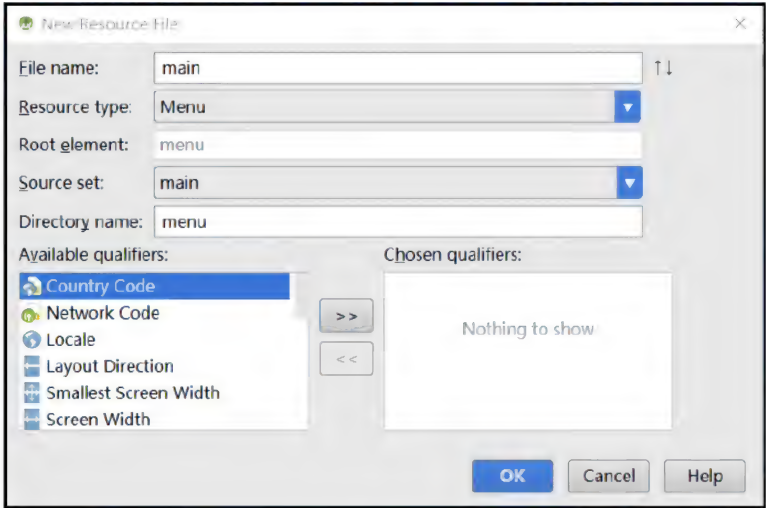 New Resource File
File name: main
Resource type: Menu
Root element: menu
Source set: main
Directory name: menu
Available qualifiers: Chosen qualifiers:
Country Code
Network Code
Locale
Layout Direction
Smallest Screen Width
Screen Width
>>
<<
Nothing to show
OK Cancel Help